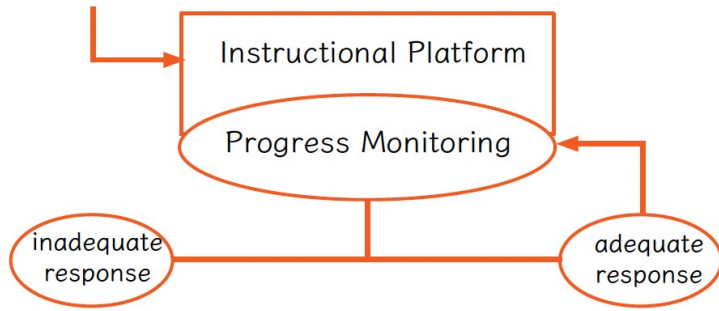 Instructional Platform
Progress Monitoring
inadequate
response
adequate
response